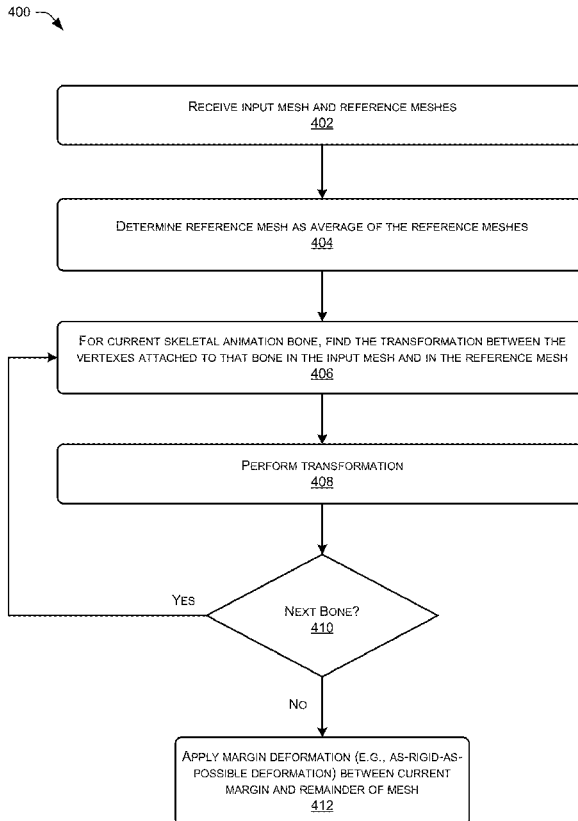 400
RECEIVE INPUT MESH AND REFERENCE MESHES
402
DETERMINE REFERENCE MESH AS AVERAGE OF THE REFERENCE MESHES
404
FOR CURRENT SKELETAL ANIMATION BONE, FIND THE TRANSFORMATION BETWEEN THE
VERTEXES ATTACHED TO THAT BONE IN THE INPUT MESH AND IN THE REFERENCE MESH
406
PERFORM TRANSFORMATION
408
YES
NEXT BONE?
410
NO
APPLY MARGIN DEFORMATION (E.G., AS-RIGID-AS-
POSSIBLE DEFORMATION) BETWEEN CURRENT
MARGIN AND REMAINDER OF MESH
412